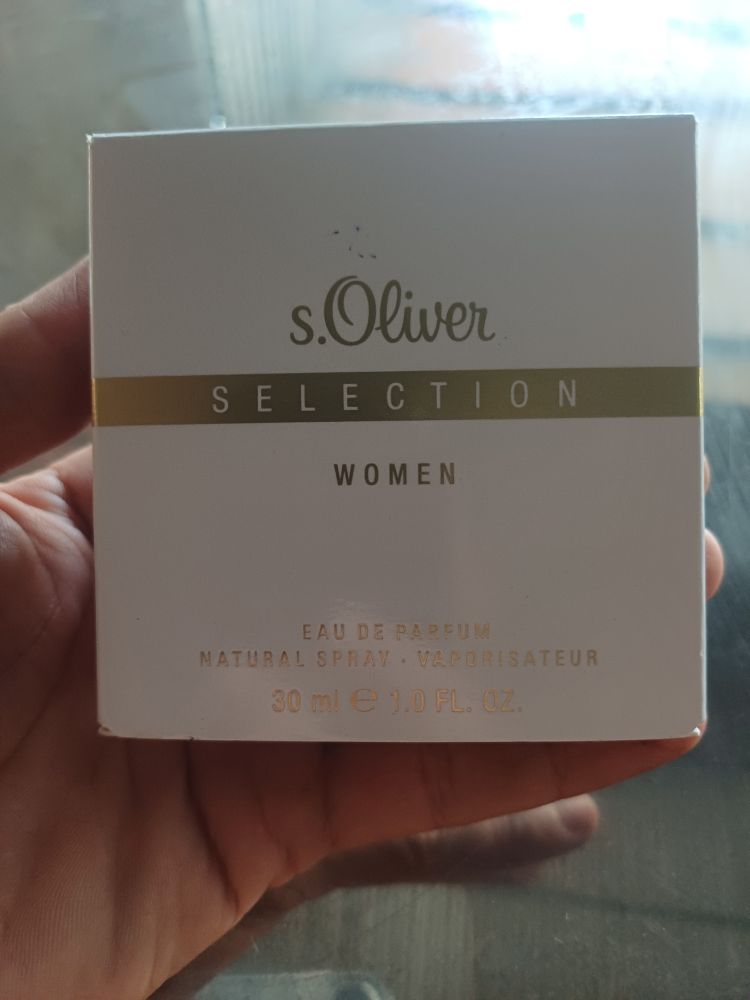 s.Oliver
SELECTION
WOMEN
EAU DE PARFUM
NATURAL SPRAY · VAPORISATEUR
30 ml ℮ 1.0 FL. OZ.